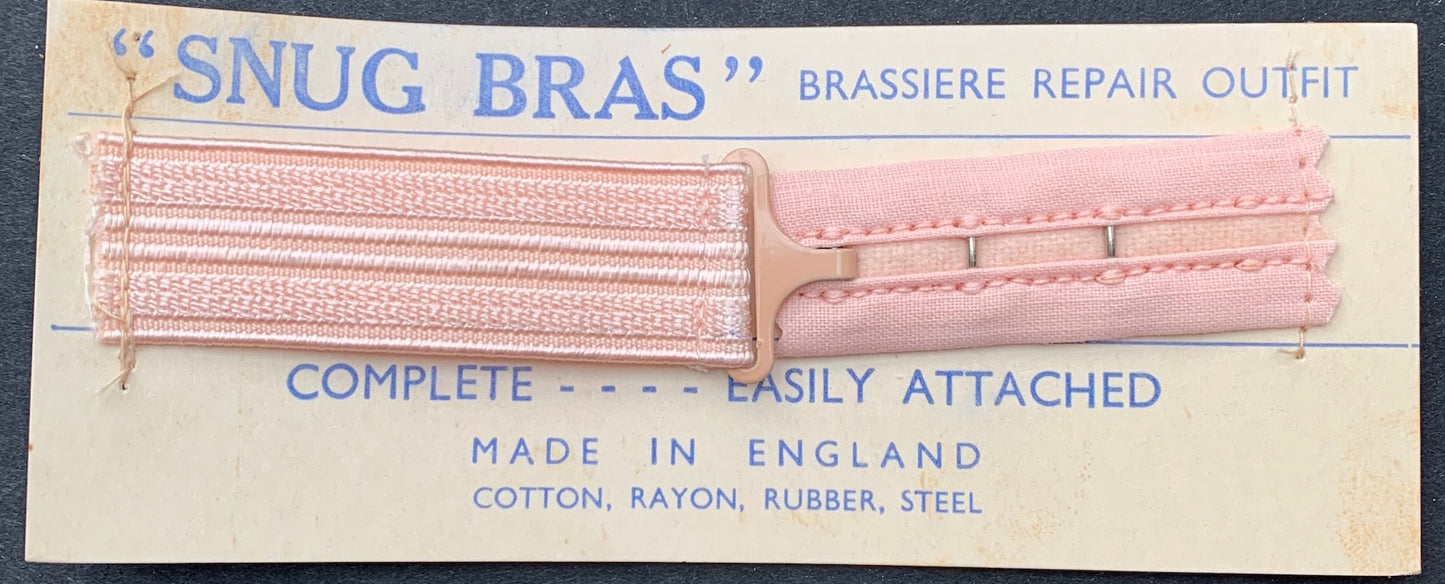 “SNUG BRAS” BRASSIERE REPAIR OUTFIT
COMPLETE - - - - EASILY ATTACHED
MADE IN ENGLAND
COTTON, RAYON, RUBBER, STEEL